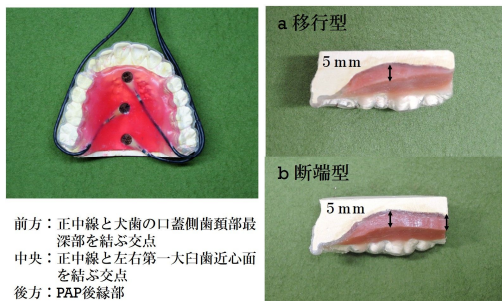 a 移行型
5 mm
b 断端型
5 mm
前方：正中線と犬歯の口蓋側歯頚部最
深部を結ぶ交点
中央：正中線と左右第一大臼歯近心面
を結ぶ交点
後方：PAP後縁部